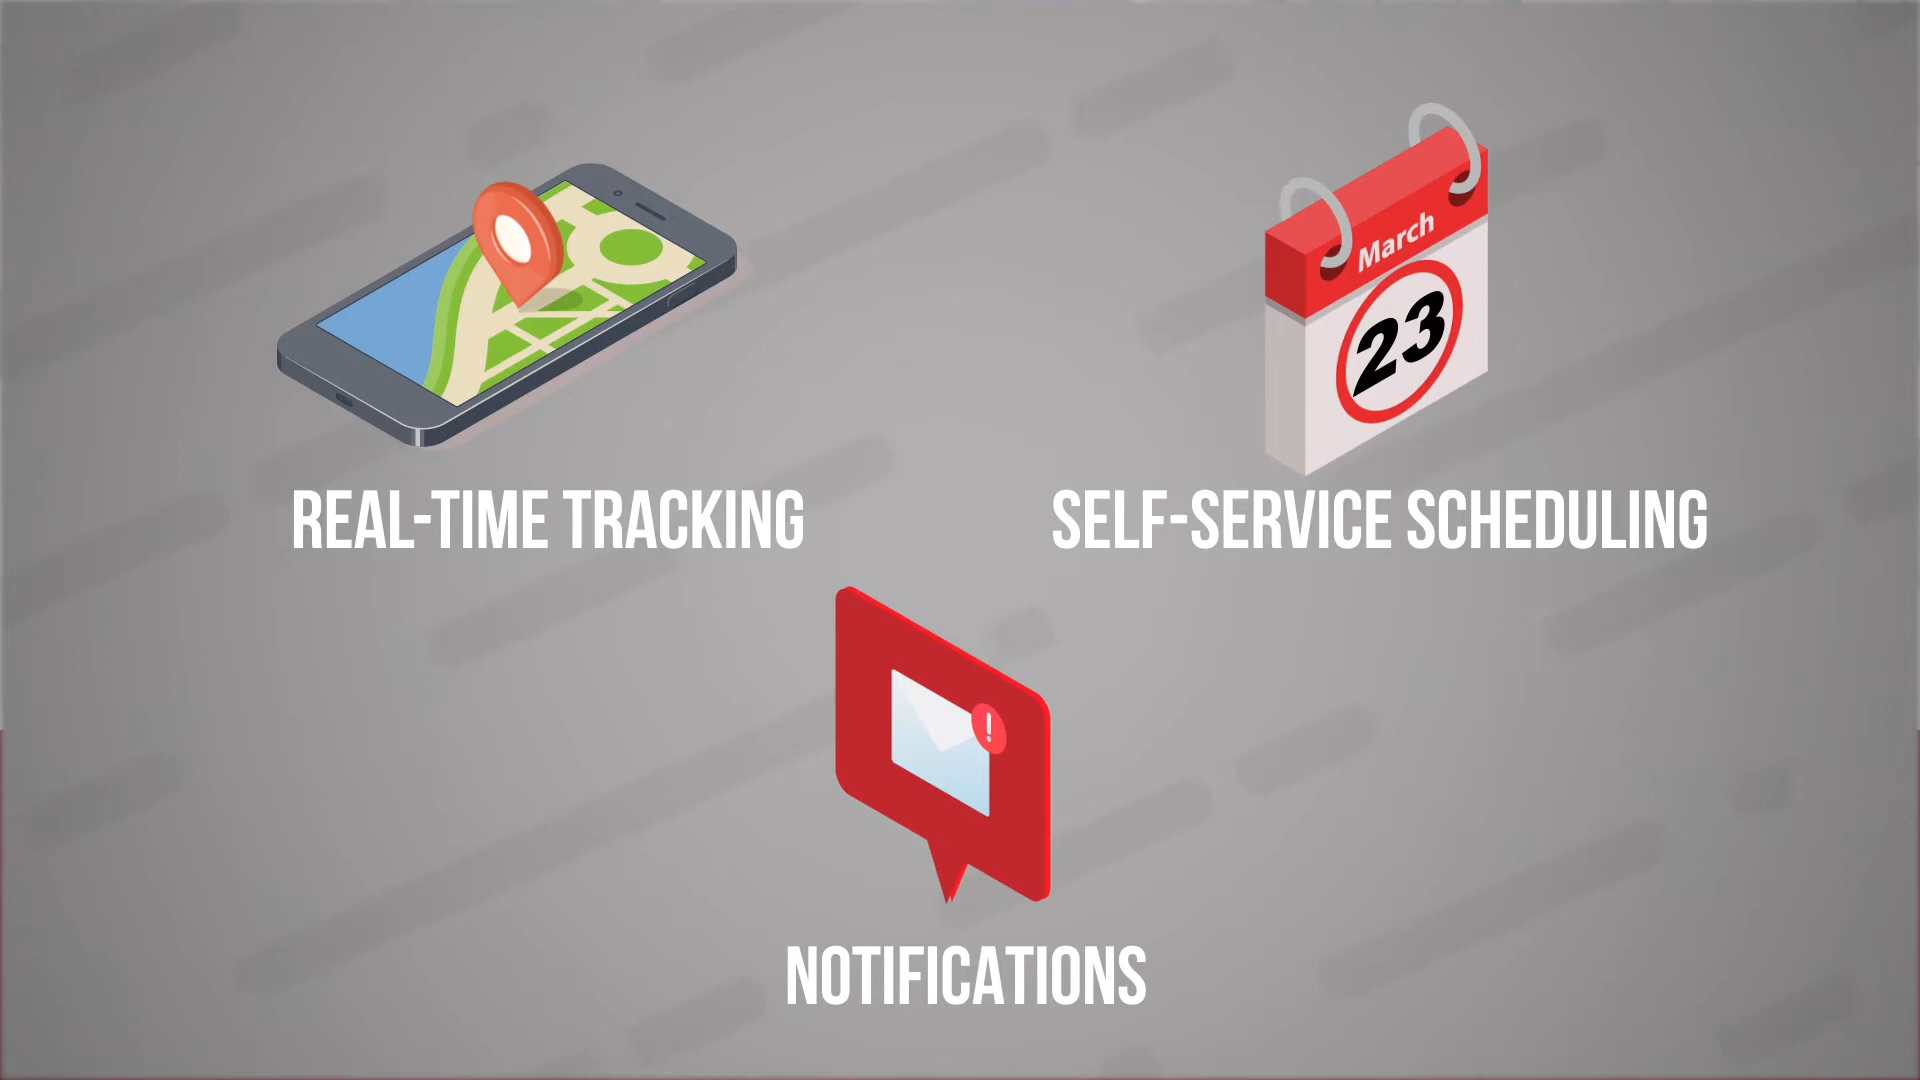 March
23
REAL-TIME TRACKING
SELF-SERVICE SCHEDULING
!
NOTIFICATIONS